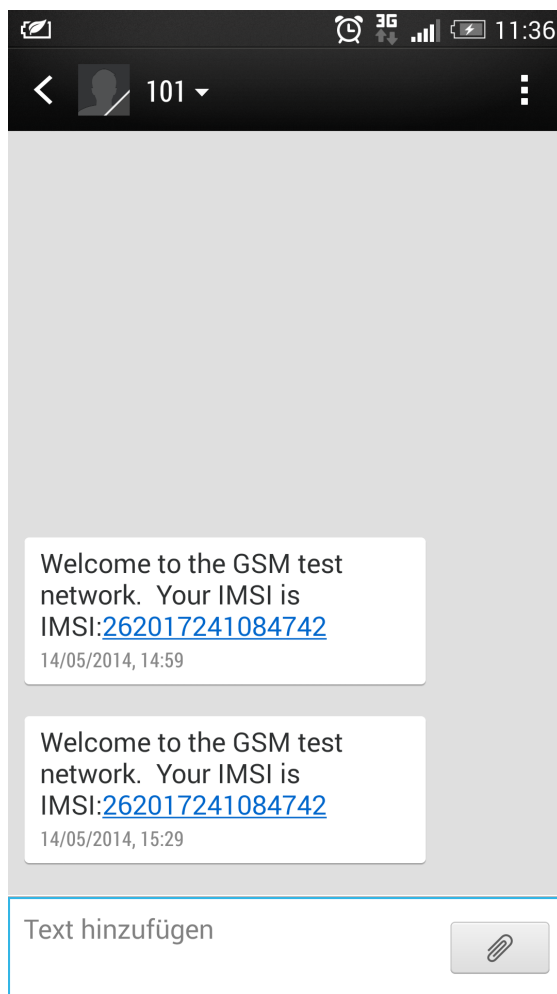 3G 11:36
101
Welcome to the GSM test
network.  Your IMSI is
IMSI:262017241084742
14/05/2014, 14:59
Welcome to the GSM test
network.  Your IMSI is
IMSI:262017241084742
14/05/2014, 15:29
Text hinzufügen